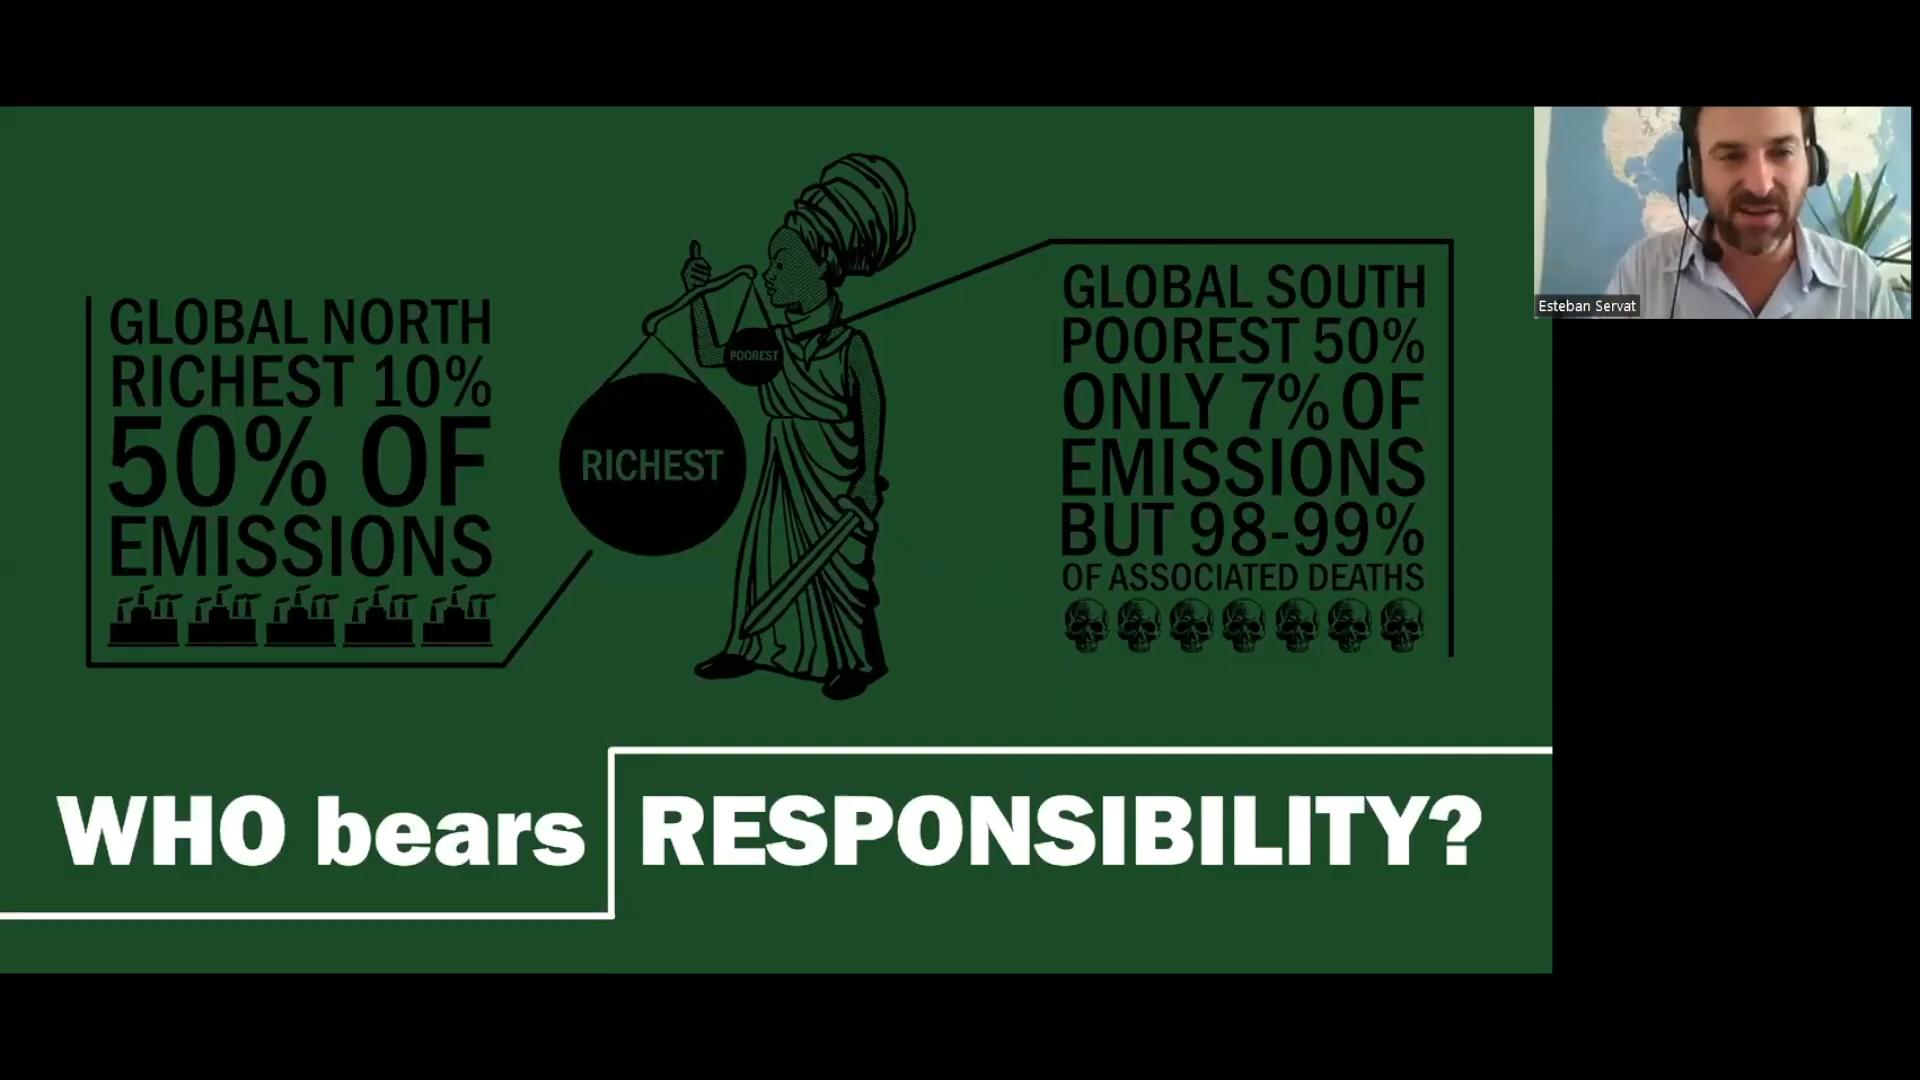 GLOBAL NORTH
RICHEST 10%
50% OF
EMISSIONS
RICHEST
POOREST
GLOBAL SOUTH
POOREST 50%
ONLY 7% OF
EMISSIONS
BUT 98-99%
OF ASSOCIATED DEATHS
WHO bears RESPONSIBILITY?
Esteban Servat